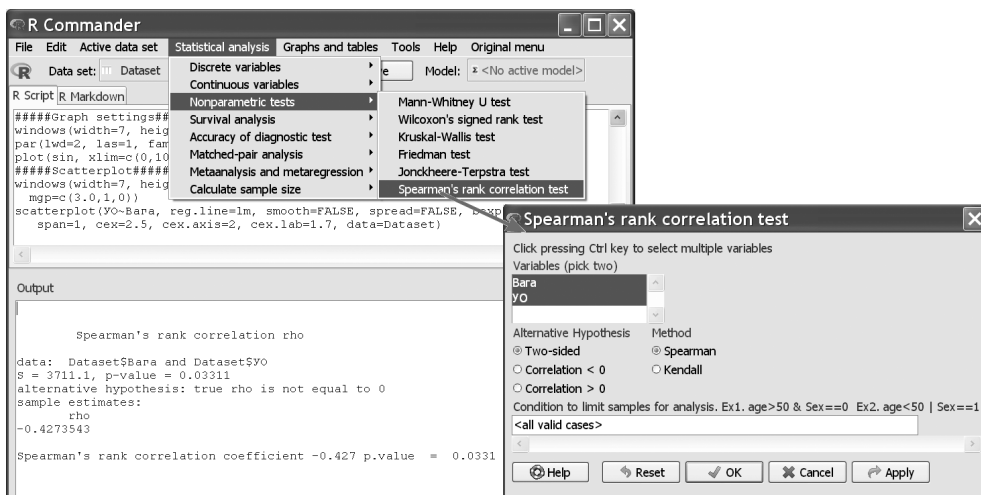 R Commander
File Edit Active data set Statistical analysis Graphs and tables Tools Help Original menu
Data set: Dataset Model: Σ <No active model>
R Script R Markdown
Discrete variables
Continuous variables
Nonparametric tests
Survival analysis
Accuracy of diagnostic test
Matched-pair analysis
Metaanalysis and metaregression
Calculate sample size
Mann-Whitney U test
Wilcoxon's signed rank test
Kruskal-Wallis test
Friedman test
Jonckheere-Terpstra test
Spearman's rank correlation test
#####Graph settings##
windows(width=7, heig
par(lwd=2, las=1, fam
plot(sin, xlim=c(0,10
#####Scatterplot#####
windows(width=7, heig
mgp=c(3.0,1,0))
scatterplot(УО~Вага, reg.line=lm, smooth=FALSE, spread=FALSE,
span=1, cex=2.5, cex.axis=2, cex.lab=1.7, data=Dataset)
Output
Spearman's rank correlation rho
data: Dataset$Вага and Dataset$УО
S = 3711.1, p-value = 0.03311
alternative hypothesis: true rho is not equal to 0
sample estimates:
rho
-0.4273543
Spearman's rank correlation coefficient -0.427 p.value = 0.0331
Spearman's rank correlation test
Click pressing Ctrl key to select multiple variables
Variables (pick two)
Вага
УО
Alternative Hypothesis Method
Two-sided Spearman
Correlation < 0 Kendall
Correlation > 0
Condition to limit samples for analysis. Ex1. age>50 & Sex==0 Ex2. age<50 | Sex==1
<all valid cases>
Help Reset OK Cancel Apply